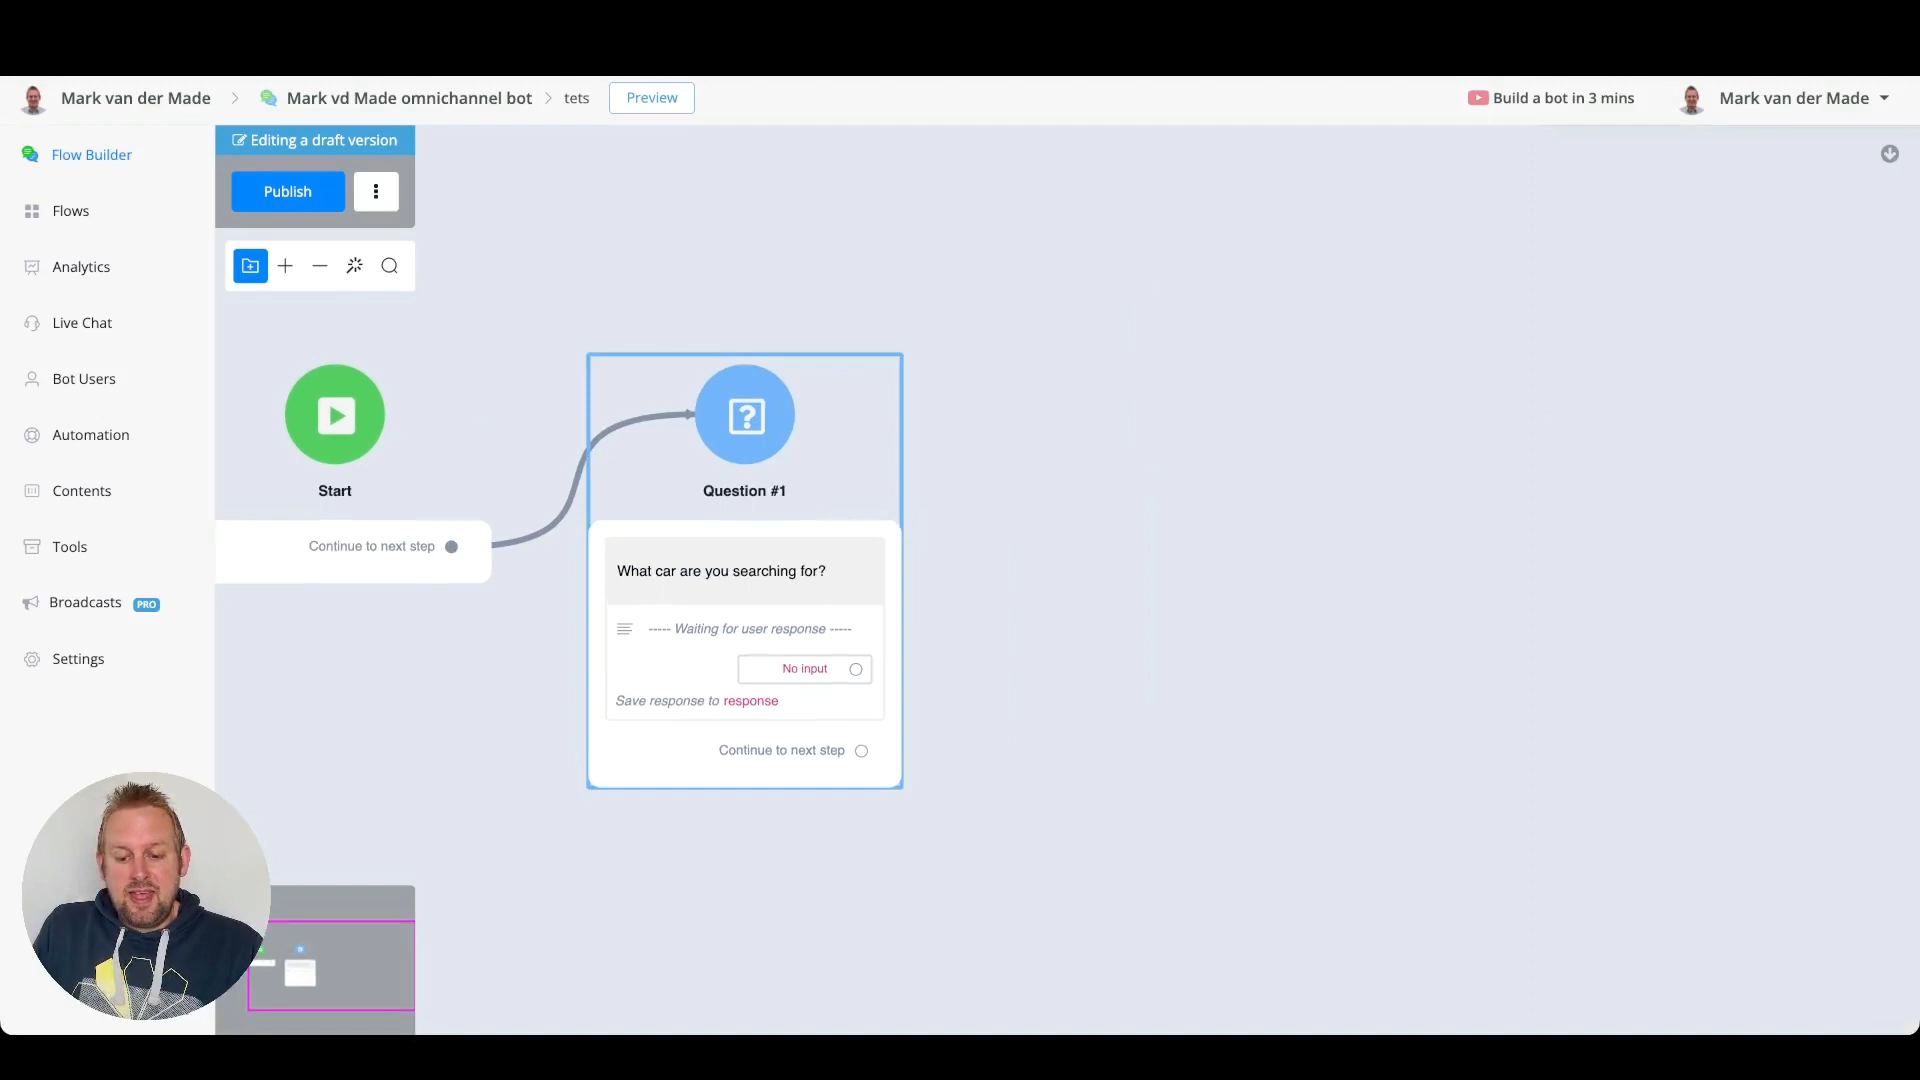 Mark van der Made
Mark vd Made omnichannel bot
tets
Preview
Build a bot in 3 mins
Mark van der Made
Flow Builder
Flows
Analytics
Live Chat
Bot Users
Automation
Contents
Tools
Broadcasts PRO
Settings
Editing a draft version
Publish
Start
Continue to next step
Question #1
What car are you searching for?
----- Waiting for user response -----
No input
Save response to response
Continue to next step